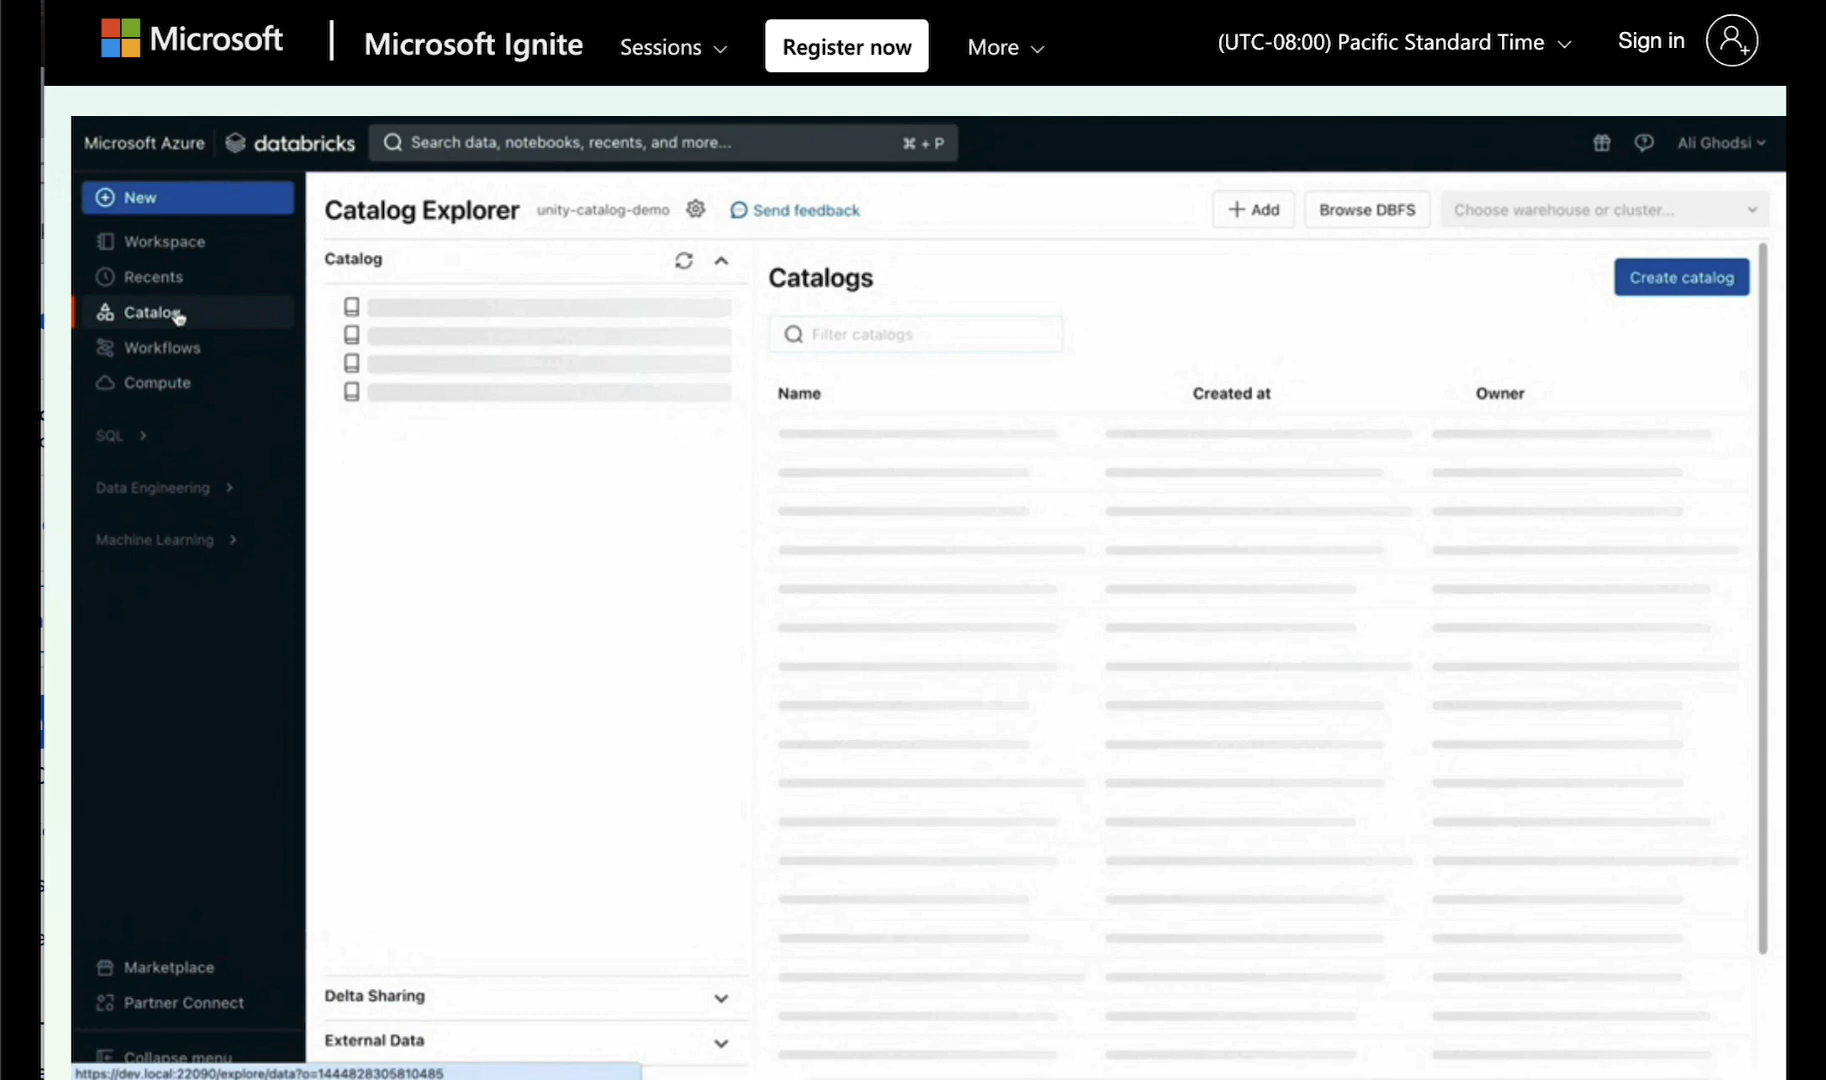 Microsoft | Microsoft Ignite Sessions Register now More (UTC-08:00) Pacific Standard Time Sign in
Microsoft Azure databricks Search data, notebooks, recents, and more... ⌘ + P Ali Ghodsi
New
Workspace
Recents
Catalog
Workflows
Compute
SQL
Data Engineering
Machine Learning
Marketplace
Partner Connect
Collapse menu
Catalog Explorer unity-catalog-demo Send feedback + Add Browse DBFS Choose warehouse or cluster...
Catalog
Delta Sharing
External Data
Catalogs Create catalog
Filter catalogs
Name Created at Owner
https://dev.local:22090/explore/data?o=1444828305810485